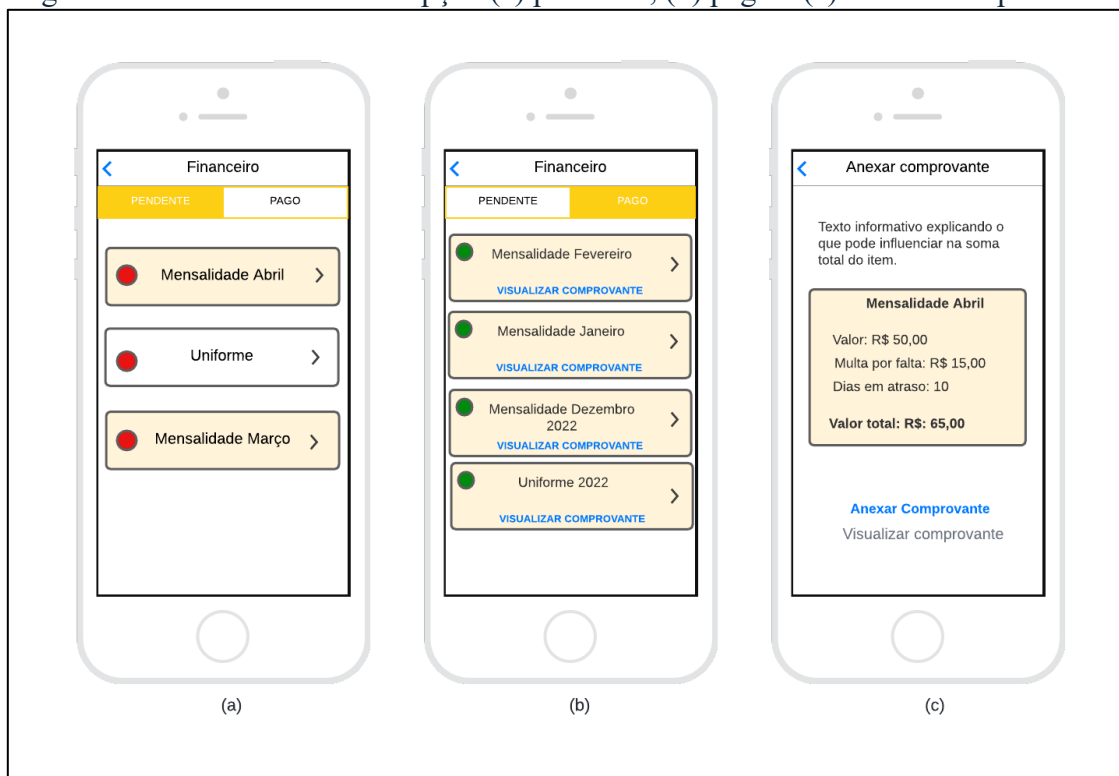 Financeiro
PENDENTE PAGO
Mensalidade Abril
Uniforme
Mensalidade Março
(a)
Financeiro
PENDENTE PAGO
Mensalidade Fevereiro
VISUALIZAR COMPROVANTE
Mensalidade Janeiro
VISUALIZAR COMPROVANTE
Mensalidade Dezembro
2022
VISUALIZAR COMPROVANTE
Uniforme 2022
VISUALIZAR COMPROVANTE
(b)
Anexar comprovante
Texto informativo explicando o
que pode influenciar na soma
total do item.
Mensalidade Abril
Valor: R$ 50,00
Multa por falta: R$ 15,00
Dias em atraso: 10
Valor total: R$: 65,00
Anexar Comprovante
Visualizar comprovante
(c)